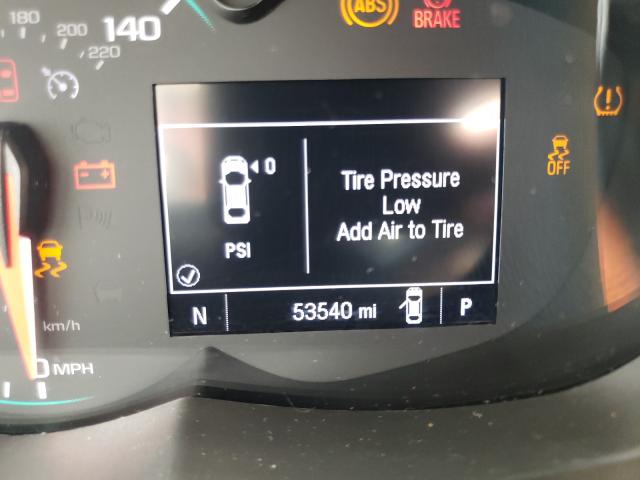 180
140
200
220
ABS
BRAKE
0
Tire Pressure
Low
Add Air to Tire
PSI
OFF
N
53540 mi
P
km/h
0 MPH